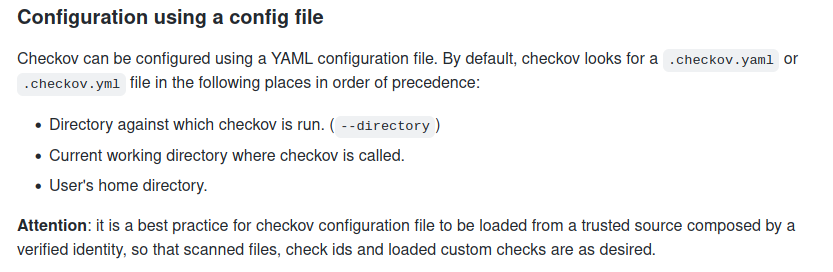 Configuration using a config file
Checkov can be configured using a YAML configuration file. By default, checkov looks for a .checkov.yaml or
.checkov.yml file in the following places in order of precedence:
• Directory against which checkov is run. ( --directory )
• Current working directory where checkov is called.
• User's home directory.
Attention: it is a best practice for checkov configuration file to be loaded from a trusted source composed by a
verified identity, so that scanned files, check ids and loaded custom checks are as desired.